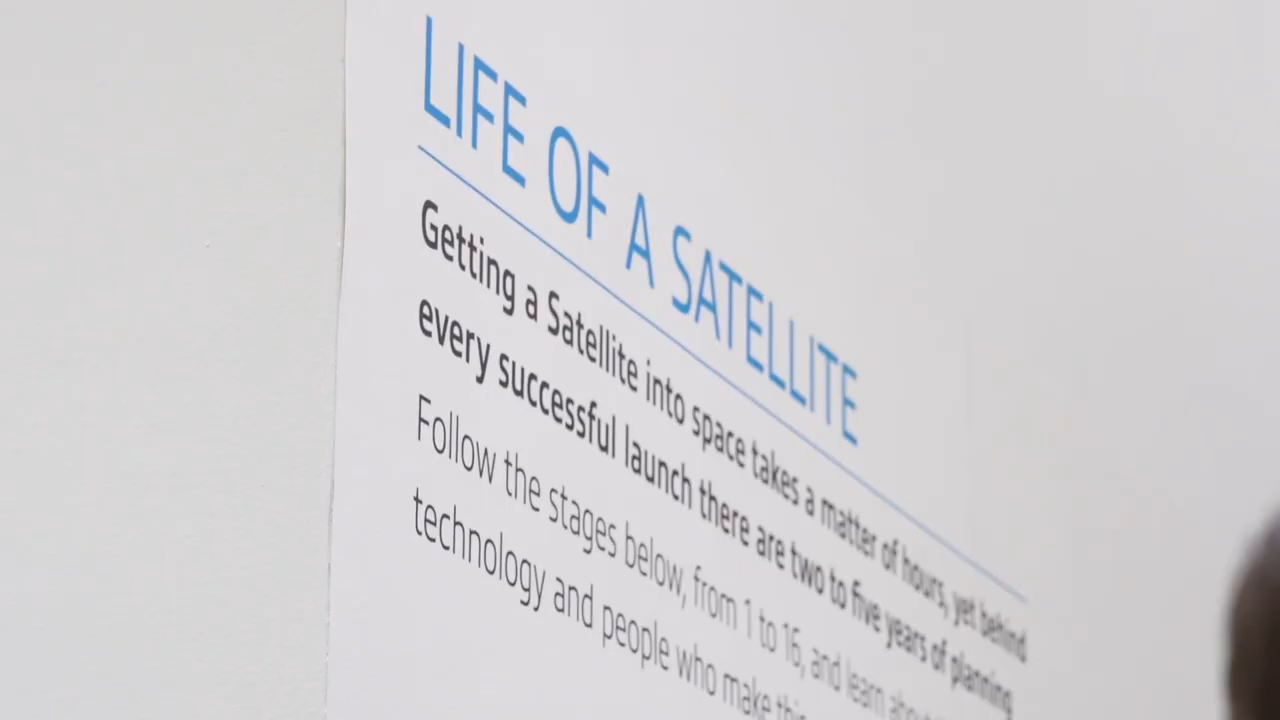 LIFE OF A SATELLITE
Getting a Satellite into space takes a matter of hours, yet behind
every successful launch there are two to five years of planning
Follow the stages below, from 1 to 16, and learn about
technology and people who make this